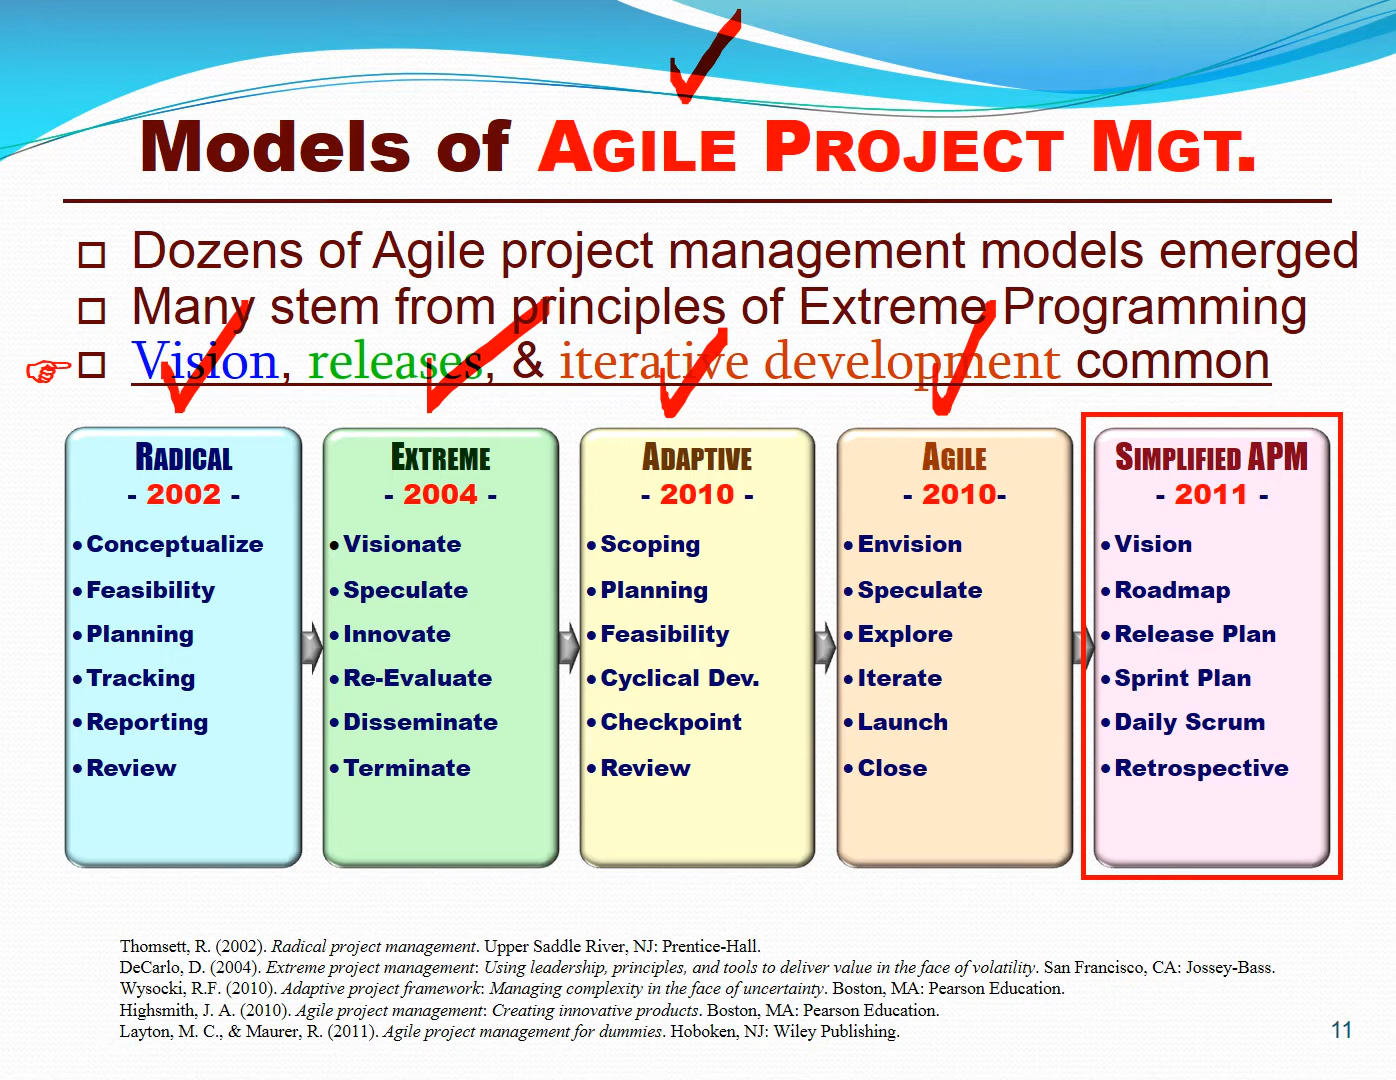 Models of AGILE PROJECT MGT.
Dozens of Agile project management models emerged
Many stem from principles of Extreme Programming
Vision, releases, & iterative development common
RADICAL
- 2002 -
• Conceptualize
• Feasibility
• Planning
• Tracking
• Reporting
• Review
EXTREME
- 2004 -
• Visionate
• Speculate
• Innovate
• Re-Evaluate
• Disseminate
• Terminate
ADAPTIVE
- 2010 -
• Scoping
• Planning
• Feasibility
• Cyclical Dev.
• Checkpoint
• Review
AGILE
- 2010-
• Envision
• Speculate
• Explore
• Iterate
• Launch
• Close
SIMPLIFIED APM
- 2011 -
• Vision
• Roadmap
• Release Plan
• Sprint Plan
• Daily Scrum
• Retrospective
Thomsett, R. (2002). Radical project management. Upper Saddle River, NJ: Prentice-Hall.
DeCarlo, D. (2004). Extreme project management: Using leadership, principles, and tools to deliver value in the face of volatility. San Francisco, CA: Jossey-Bass.
Wysocki, R.F. (2010). Adaptive project framework: Managing complexity in the face of uncertainty. Boston, MA: Pearson Education.
Highsmith, J. A. (2010). Agile project management: Creating innovative products. Boston, MA: Pearson Education.
Layton, M. C., & Maurer, R. (2011). Agile project management for dummies. Hoboken, NJ: Wiley Publishing.
11